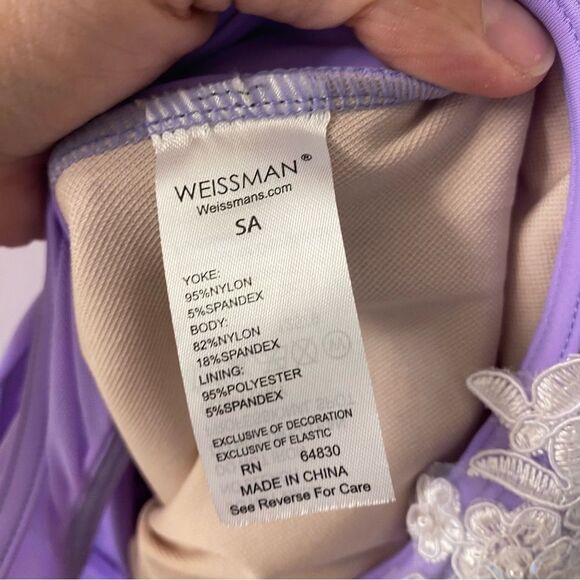 WEISSMAN®
Weissmans.com
SA
YOKE:
95%NYLON
5%SPANDEX
BODY:
82%NYLON
18%SPANDEX
LINING:
95%POLYESTER
5%SPANDEX
EXCLUSIVE OF DECORATION
EXCLUSIVE OF ELASTIC
RN 64830
MADE IN CHINA
See Reverse For Care